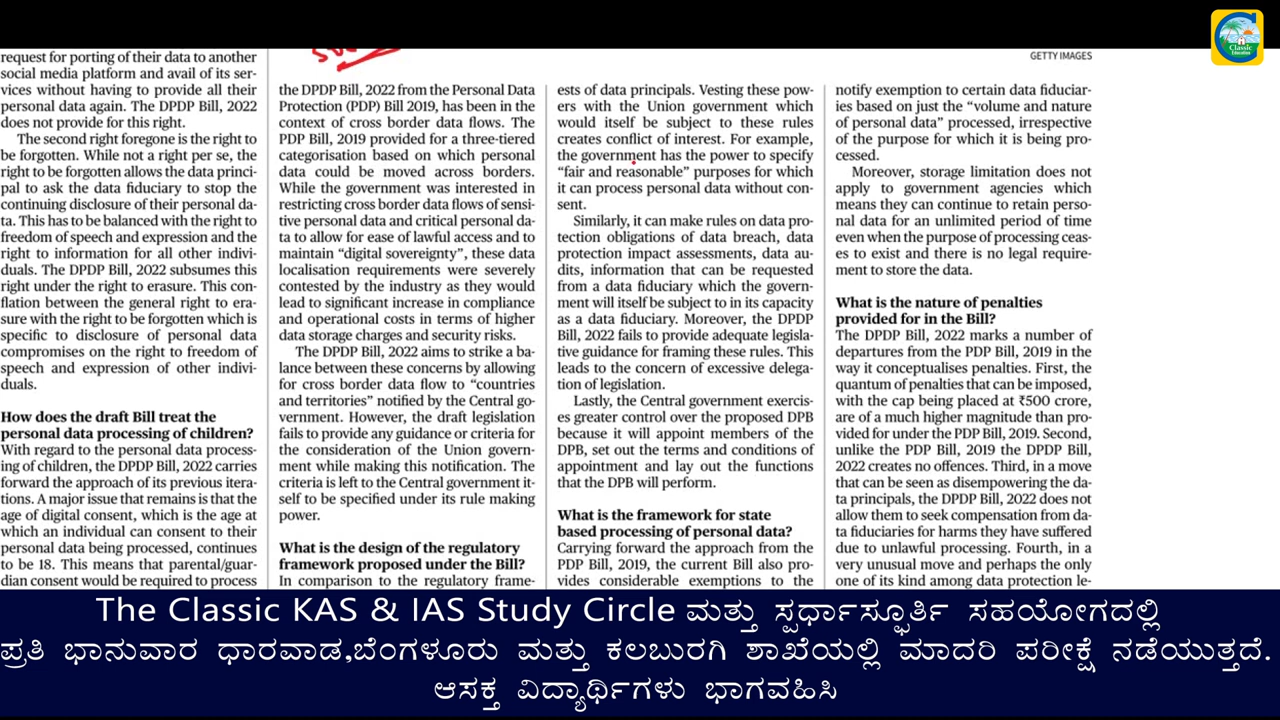 GETTY IMAGES
Classic
Education
request for porting of their data to another
social media platform and avail of its ser-
vices without having to provide all their
personal data again. The DPDP Bill, 2022
does not provide for this right.
The second right foregone is the right to
be forgotten. While not a right per se, the
right to be forgotten allows the data princi-
pal to ask the data fiduciary to stop the
continuing disclosure of their personal da-
ta. This has to be balanced with the right to
freedom of speech and expression and the
right to information for all other indivi-
duals. The DPDP Bill, 2022 subsumes this
right under the right to erasure. This con-
flation between the general right to era-
sure with the right to be forgotten which is
specific to disclosure of personal data
compromises on the right to freedom of
speech and expression of other indivi-
duals.
How does the draft Bill treat the
personal data processing of children?
With regard to the personal data process-
ing of children, the DPDP Bill, 2022 carries
forward the approach of its previous itera-
tions. A major issue that remains is that the
age of digital consent, which is the age at
which an individual can consent to their
personal data being processed, continues
to be 18. This means that parental/guar-
dian consent would be required to process
the DPDP Bill, 2022 from the Personal Data
Protection (PDP) Bill 2019, has been in the
context of cross border data flows. The
PDP Bill, 2019 provided for a three-tiered
categorisation based on which personal
data could be moved across borders.
While the government was interested in
restricting cross border data flows of sensi-
tive personal data and critical personal da-
ta to allow for ease of lawful access and to
maintain “digital sovereignty”, these data
localisation requirements were severely
contested by the industry as they would
lead to significant increase in compliance
and operational costs in terms of higher
data storage charges and security risks.
The DPDP Bill, 2022 aims to strike a ba-
lance between these concerns by allowing
for cross border data flow to “countries
and territories” notified by the Central go-
vernment. However, the draft legislation
fails to provide any guidance or criteria for
the consideration of the Union govern-
ment while making this notification. The
criteria is left to the Central government it-
self to be specified under its rule making
power.
What is the design of the regulatory
framework proposed under the Bill?
In comparison to the regulatory frame-
ests of data principals. Vesting these pow-
ers with the Union government which
would itself be subject to these rules
creates conflict of interest. For example,
the government has the power to specify
“fair and reasonable” purposes for which
it can process personal data without con-
sent.
Similarly, it can make rules on data pro-
tection obligations of data breach, data
protection impact assessments, data au-
dits, information that can be requested
from a data fiduciary which the govern-
ment will itself be subject to in its capacity
as a data fiduciary. Moreover, the DPDP
Bill, 2022 fails to provide adequate legisla-
tive guidance for framing these rules. This
leads to the concern of excessive delega-
tion of legislation.
Lastly, the Central government exercis-
es greater control over the proposed DPB
because it will appoint members of the
DPB, set out the terms and conditions of
appointment and lay out the functions
that the DPB will perform.
What is the framework for state
based processing of personal data?
Carrying forward the approach from the
PDP Bill, 2019, the current Bill also pro-
vides considerable exemptions to the
notify exemption to certain data fiduciar-
ies based on just the “volume and nature
of personal data” processed, irrespective
of the purpose for which it is being pro-
cessed.
Moreover, storage limitation does not
apply to government agencies which
means they can continue to retain perso-
nal data for an unlimited period of time
even when the purpose of processing ceas-
es to exist and there is no legal require-
ment to store the data.
What is the nature of penalties
provided for in the Bill?
The DPDP Bill, 2022 marks a number of
departures from the PDP Bill, 2019 in the
way it conceptualises penalties. First, the
quantum of penalties that can be imposed,
with the cap being placed at ₹500 crore,
are of a much higher magnitude than pro-
vided for under the PDP Bill, 2019. Second,
unlike the PDP Bill, 2019 the DPDP Bill,
2022 creates no offences. Third, in a move
that can be seen as disempowering the da-
ta principals, the DPDP Bill, 2022 does not
allow them to seek compensation from da-
ta fiduciaries for harms they have suffered
due to unlawful processing. Fourth, in a
very unusual move and perhaps the only
one of its kind among data protection le-
The Classic KAS & IAS Study Circle ಮತ್ತು ಸ್ಪರ್ಧಾಸ್ಫೂರ್ತಿ ಸಹಯೋಗದಲ್ಲಿ
ಪ್ರತಿ ಭಾನುವಾರ ಧಾರವಾಡ,ಬೆಂಗಳೂರು ಮತ್ತು ಕಲಬುರಗಿ ಶಾಖೆಯಲ್ಲಿ ಮಾದರಿ ಪರೀಕ್ಷೆ ನಡೆಯುತ್ತದೆ.
ಆಸಕ್ತ ವಿದ್ಯಾರ್ಥಿಗಳು ಭಾಗವಹಿಸಿ